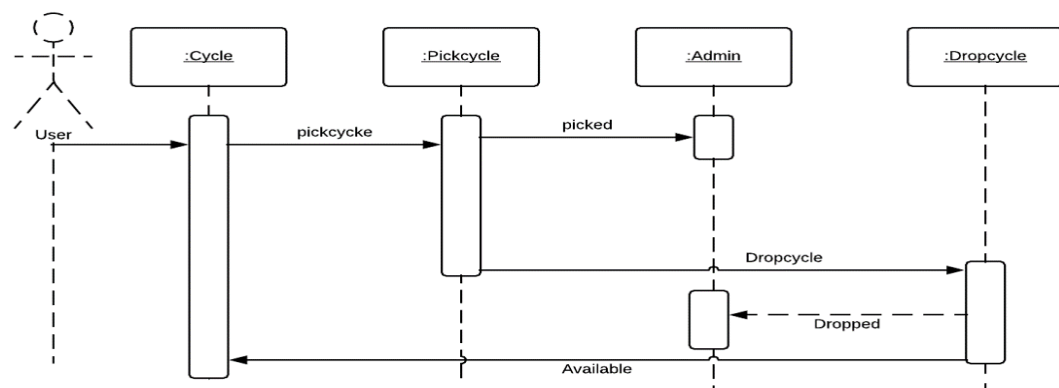 :Cycle
:Pickcycle
:Admin
:Dropcycle
User
pickcycke
picked
Dropcycle
Dropped
Available